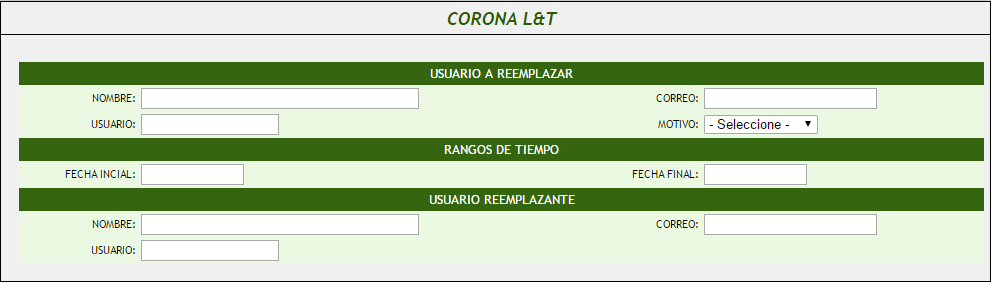 CORONA L&T
USUARIO A REEMPLAZAR
NOMBRE: CORREO:
USUARIO: MOTIVO: - Seleccione -
RANGOS DE TIEMPO
FECHA INCIAL: FECHA FINAL:
USUARIO REEMPLAZANTE
NOMBRE: CORREO:
USUARIO: